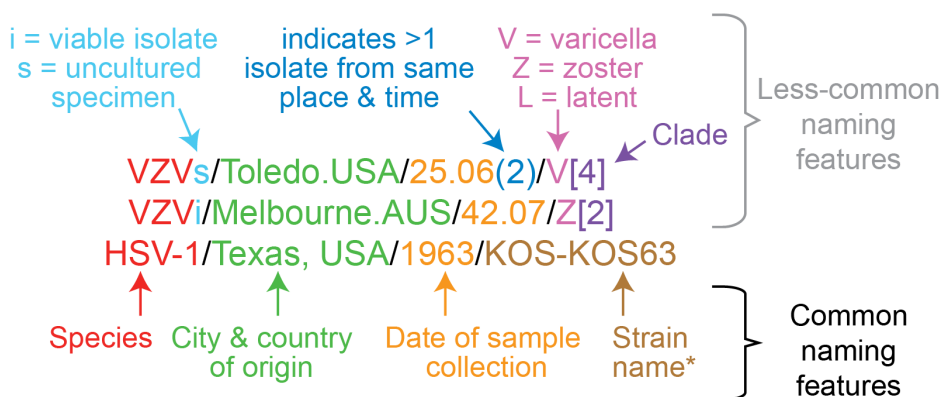 i = viable isolate
s = uncultured
specimen
indicates >1
isolate from same
place & time
V = varicella
Z = zoster
L = latent
Clade
Less-common
naming
features
VZVs/Toledo.USA/25.06(2)/V[4]
VZVi/Melbourne.AUS/42.07/Z[2]
HSV-1/Texas, USA/1963/KOS-KOS63
Species
City & country
of origin
Date of sample
collection
Strain
name*
Common
naming
features